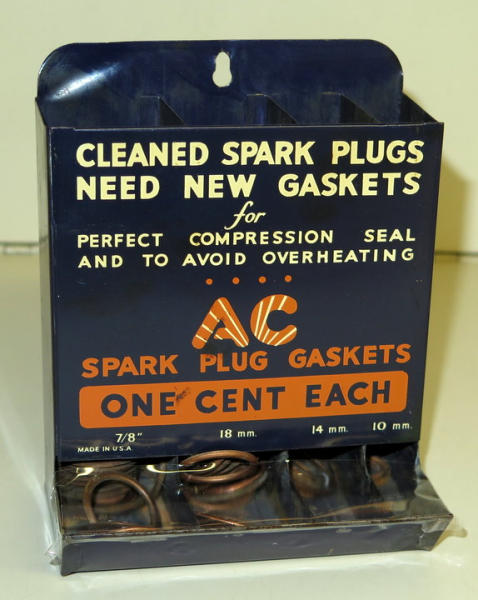 CLEANED SPARK PLUGS
NEED NEW GASKETS
for
PERFECT COMPRESSION SEAL
AND TO AVOID OVERHEATING
AC
SPARK PLUG GASKETS
ONE CENT EACH
7/8" 18 mm. 14 mm. 10 mm.
MADE IN U.S.A